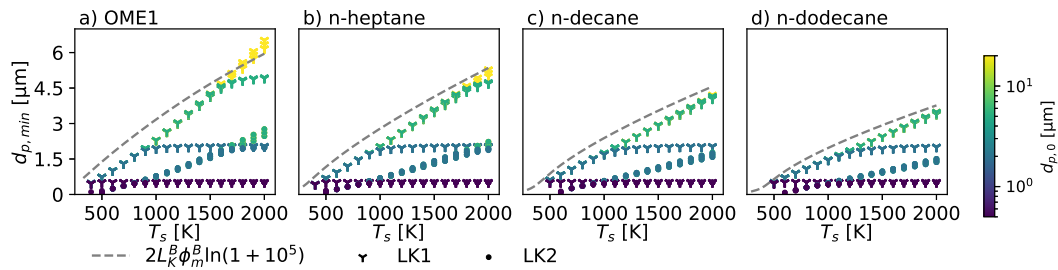 a) OME1
b) n-heptane
c) n-decane
d) n-dodecane
d_{p,min} [µm]
6
4.5
3
1.5
0
500 1000 1500 2000
500 1000 1500 2000
500 1000 1500 2000
500 1000 1500 2000
T_s [K]
T_s [K]
T_s [K]
T_s [K]
10^1
10^0
d_{p,0} [µm]
2L_K^B ϕ_m^B ln(1 + 10^5)
LK1
LK2